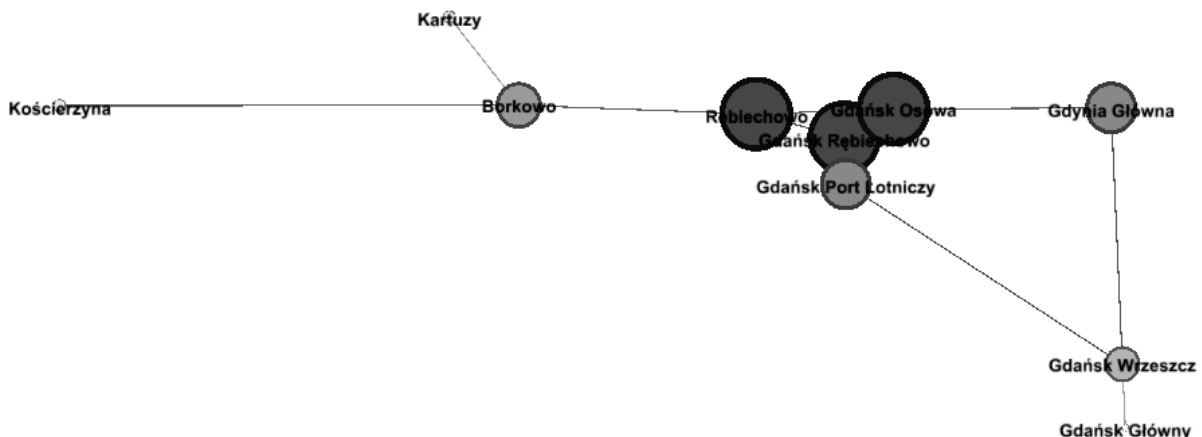 Kartuzy
Kościerzyna
Borkowo
Rębiechowo
Gdańsk Osowa
Gdynia Główna
Gdańsk Rębiechowo
Gdańsk Port Lotniczy
Gdańsk Wrzeszcz
Gdańsk Główny